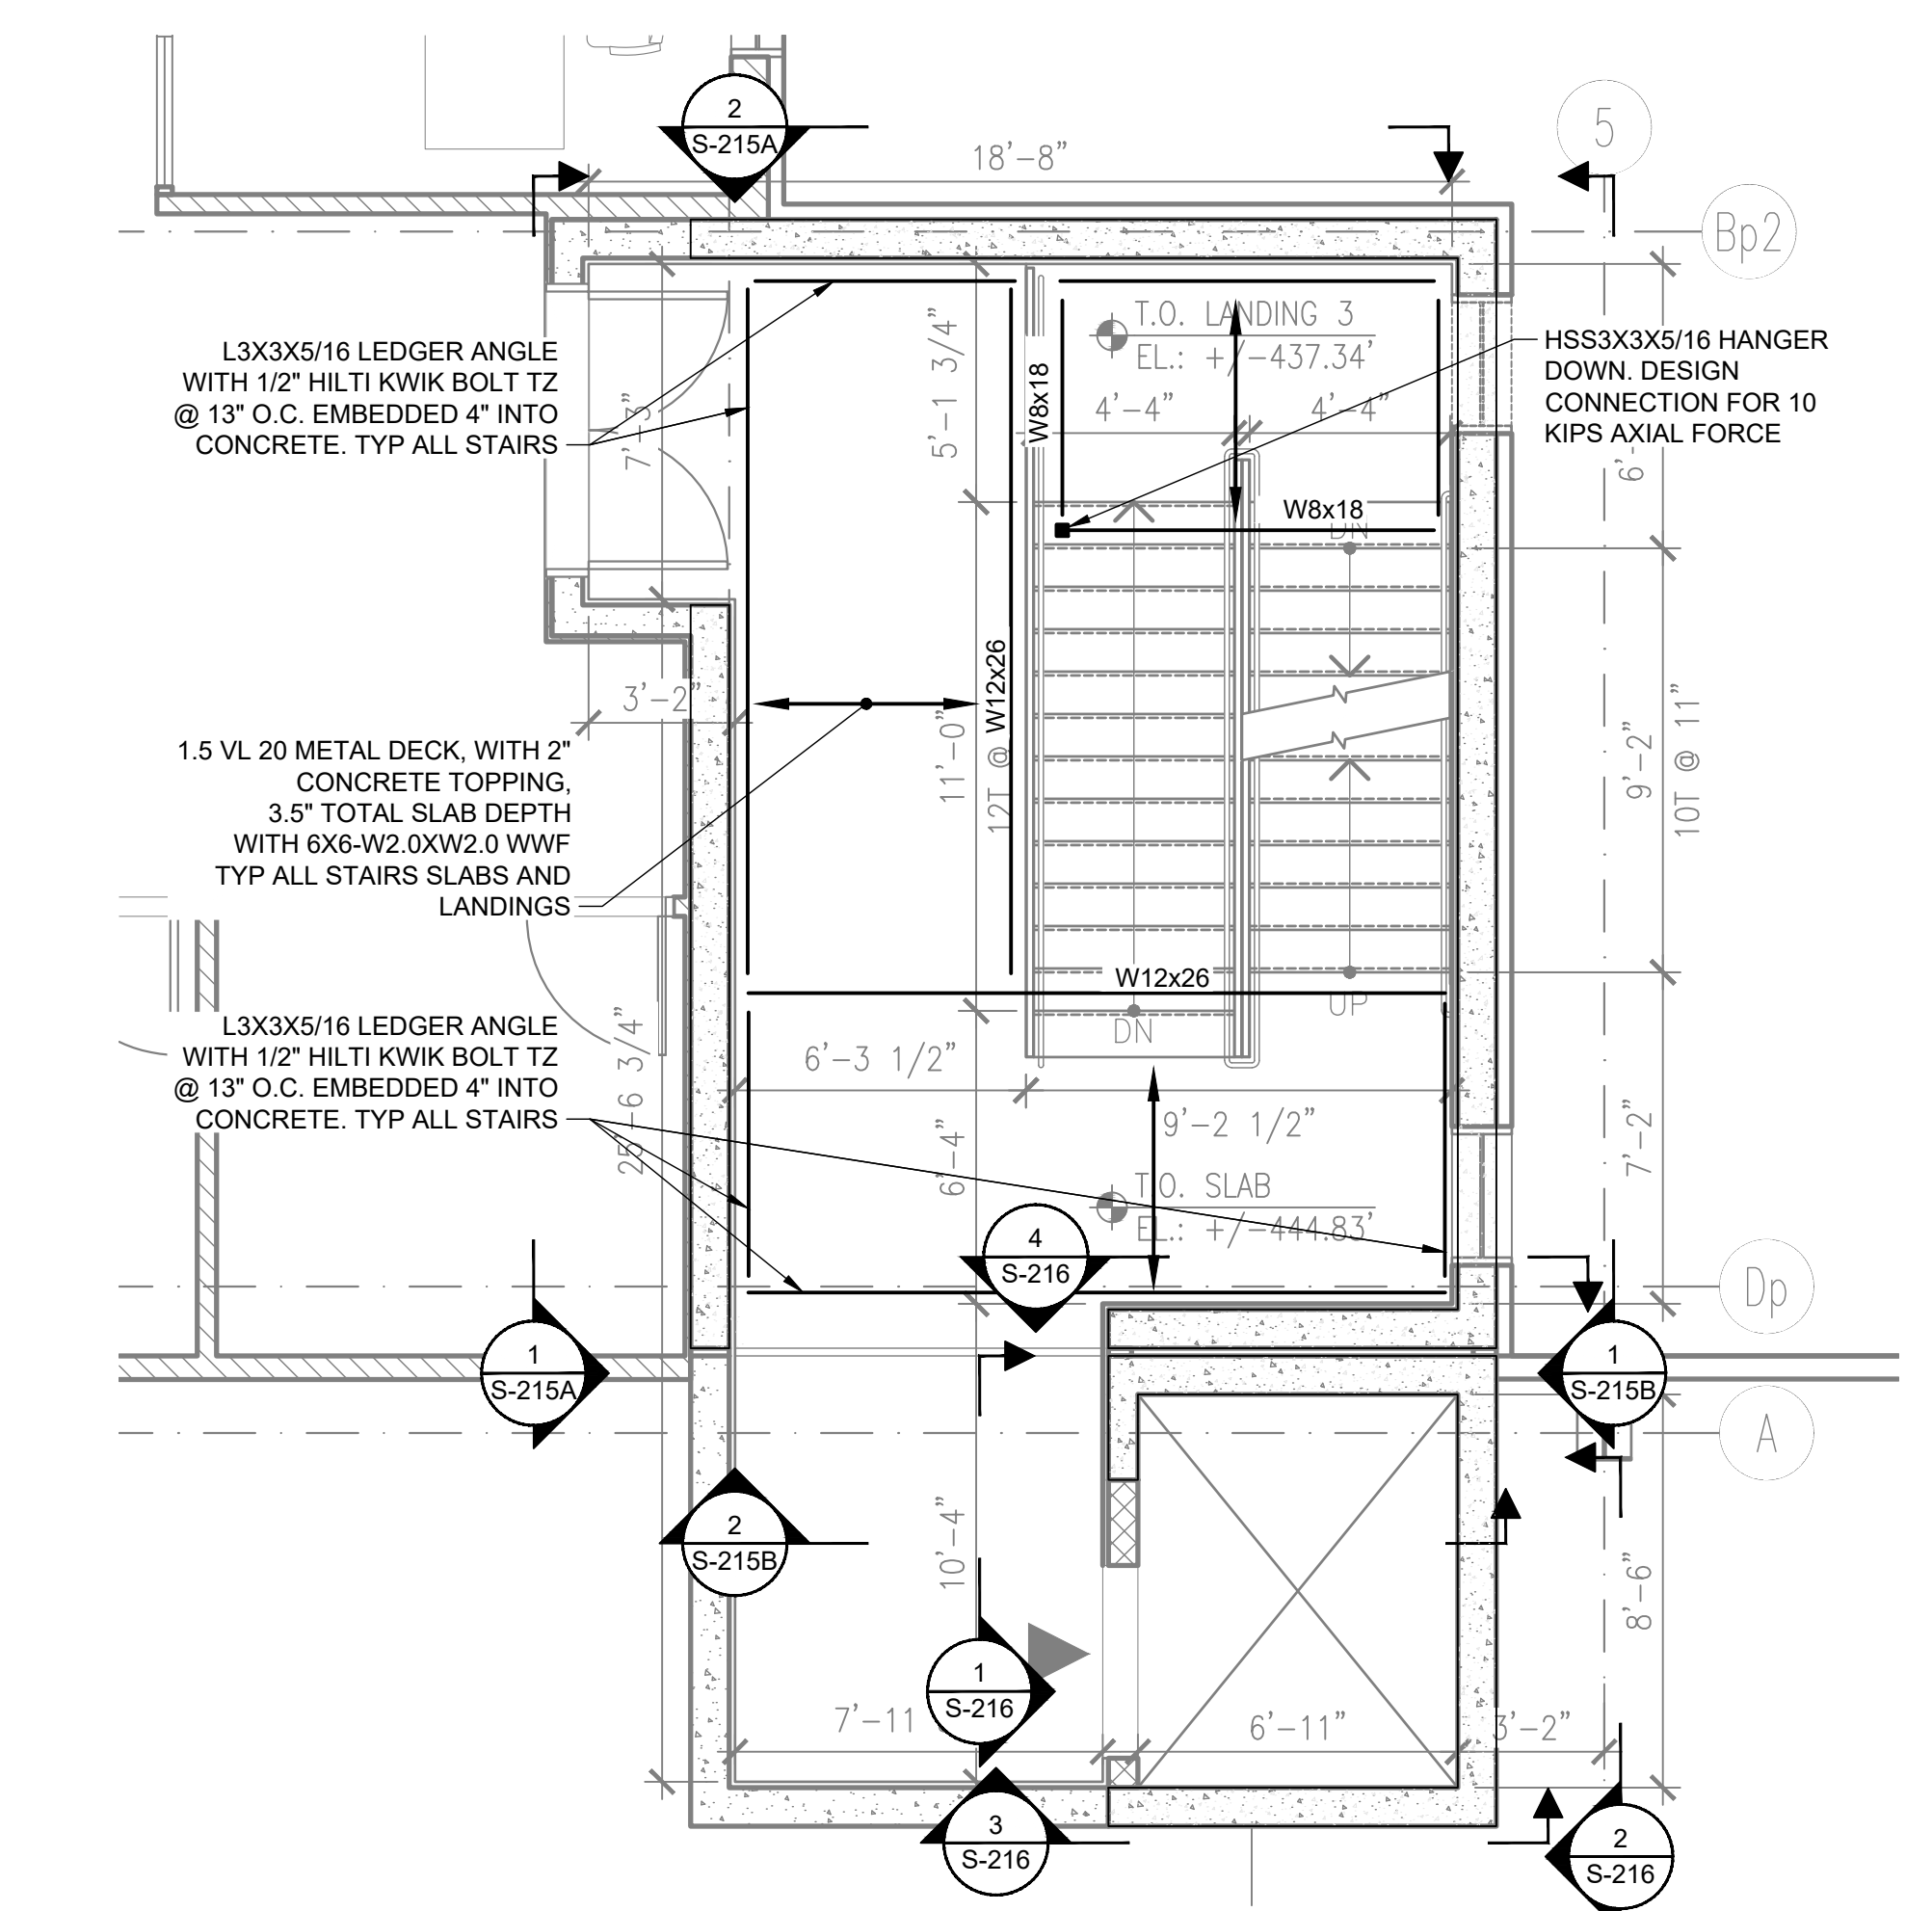 2
S-215A
18'-8"
5
Bp2
L3X3X5/16 LEDGER ANGLE
WITH 1/2" HILTI KWIK BOLT TZ
@ 13" O.C. EMBEDDED 4" INTO
CONCRETE. TYP ALL STAIRS
7'-3"
5'-1 3/4"
W8x18
T.O. LANDING 3
EL.: +/-437.34'
4'-4"
4'-4"
HSS3X3X5/16 HANGER
DOWN. DESIGN
CONNECTION FOR 10
KIPS AXIAL FORCE
W8x18
DN
3'-2"
1.5 VL 20 METAL DECK, WITH 2"
CONCRETE TOPPING,
3.5" TOTAL SLAB DEPTH
WITH 6X6-W2.0XW2.0 WWF
TYP ALL STAIRS SLABS AND
LANDINGS
11'-0"
12T @
W12x26
9'-2"
10T @ 11"
W12x26
DN
UP
L3X3X5/16 LEDGER ANGLE
WITH 1/2" HILTI KWIK BOLT TZ
@ 13" O.C. EMBEDDED 4" INTO
CONCRETE. TYP ALL STAIRS
25'-6 3/4"
6'-3 1/2"
9'-2 1/2"
6'-4"
7'-2"
T.O. SLAB
EL.: +/-444.83'
4
S-216
Dp
1
S-215A
1
S-215B
A
2
S-215B
10'-4"
8'-6"
1
S-216
7'-11
6'-11"
3'-2"
3
S-216
2
S-216